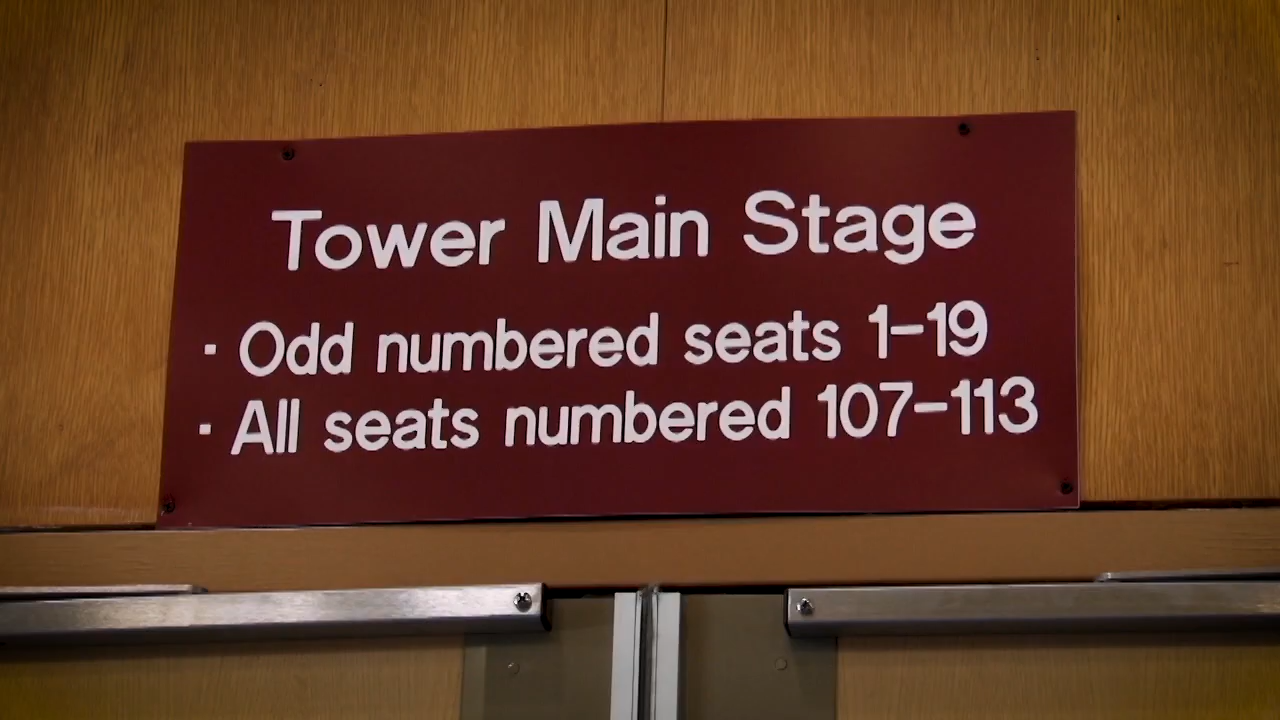 Tower Main Stage
· Odd numbered seats 1-19
· All seats numbered 107-113